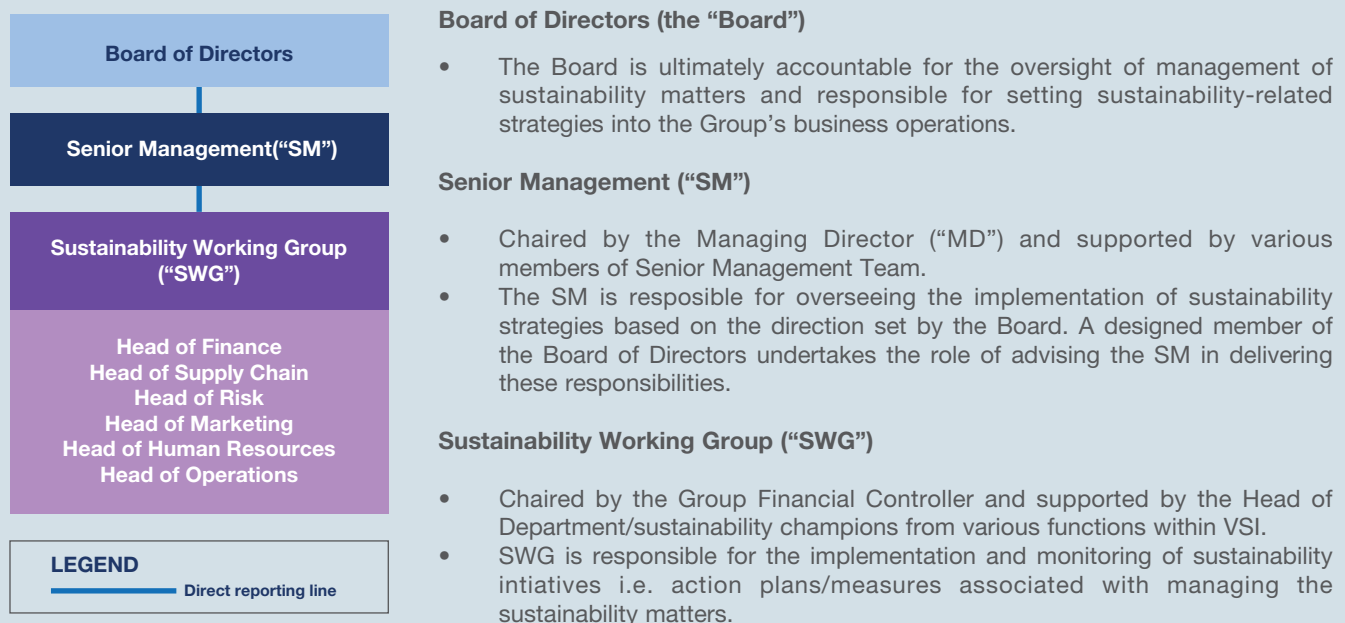 Board of Directors
Senior Management(“SM”)
Sustainability Working Group
(“SWG”)
Head of Finance
Head of Supply Chain
Head of Risk
Head of Marketing
Head of Human Resources
Head of Operations
LEGEND
Direct reporting line
Board of Directors (the “Board”)
• The Board is ultimately accountable for the oversight of management of
sustainability matters and responsible for setting sustainability-related
strategies into the Group’s business operations.
Senior Management (“SM”)
• Chaired by the Managing Director (“MD”) and supported by various
members of Senior Management Team.
• The SM is resposible for overseeing the implementation of sustainability
strategies based on the direction set by the Board. A designed member of
the Board of Directors undertakes the role of advising the SM in delivering
these responsibilities.
Sustainability Working Group (“SWG”)
• Chaired by the Group Financial Controller and supported by the Head of
Department/sustainability champions from various functions within VSI.
• SWG is responsible for the implementation and monitoring of sustainability
intiatives i.e. action plans/measures associated with managing the
sustainability matters.